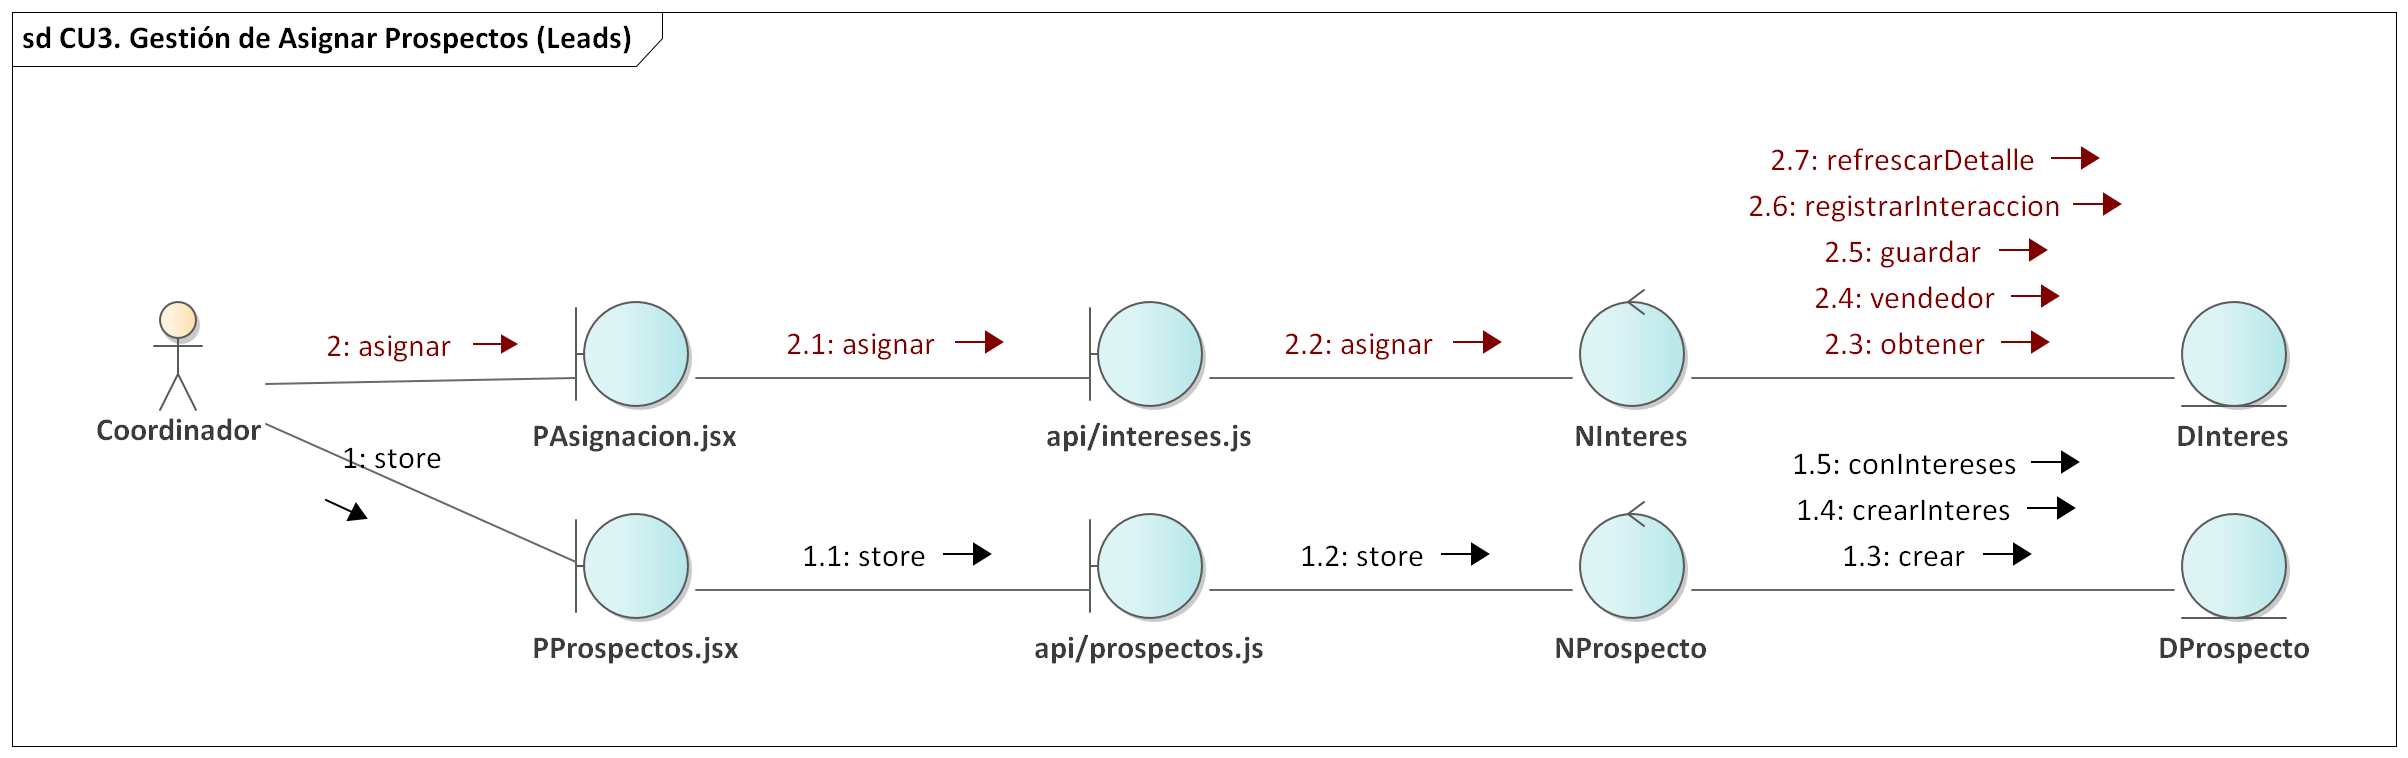 sd CU3. Gestión de Asignar Prospectos (Leads)
2.7: refrescarDetalle
2.6: registrarInteraccion
2.5: guardar
2.4: vendedor
2: asignar
2.1: asignar
2.2: asignar
2.3: obtener
Coordinador
PAsignacion.jsx
api/intereses.js
NInteres
DInteres
1: store
1.5: conIntereses
1.4: crearInteres
1.1: store
1.2: store
1.3: crear
PProspectos.jsx
api/prospectos.js
NProspecto
DProspecto